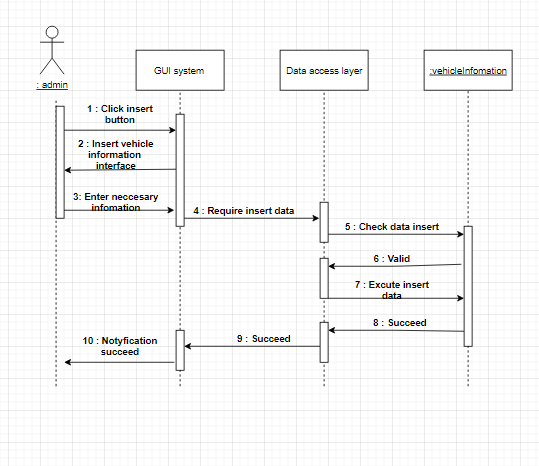 : admin
GUI system
Data access layer
:vehicleInfomation
1 : Click insert
button
2 : Insert vehicle
information
interface
3: Enter neccesary
infomation
4 : Require insert data
5 : Check data insert
6 : Valid
7 : Excute insert
data
8 : Succeed
9 : Succeed
10 : Notyfication
succeed